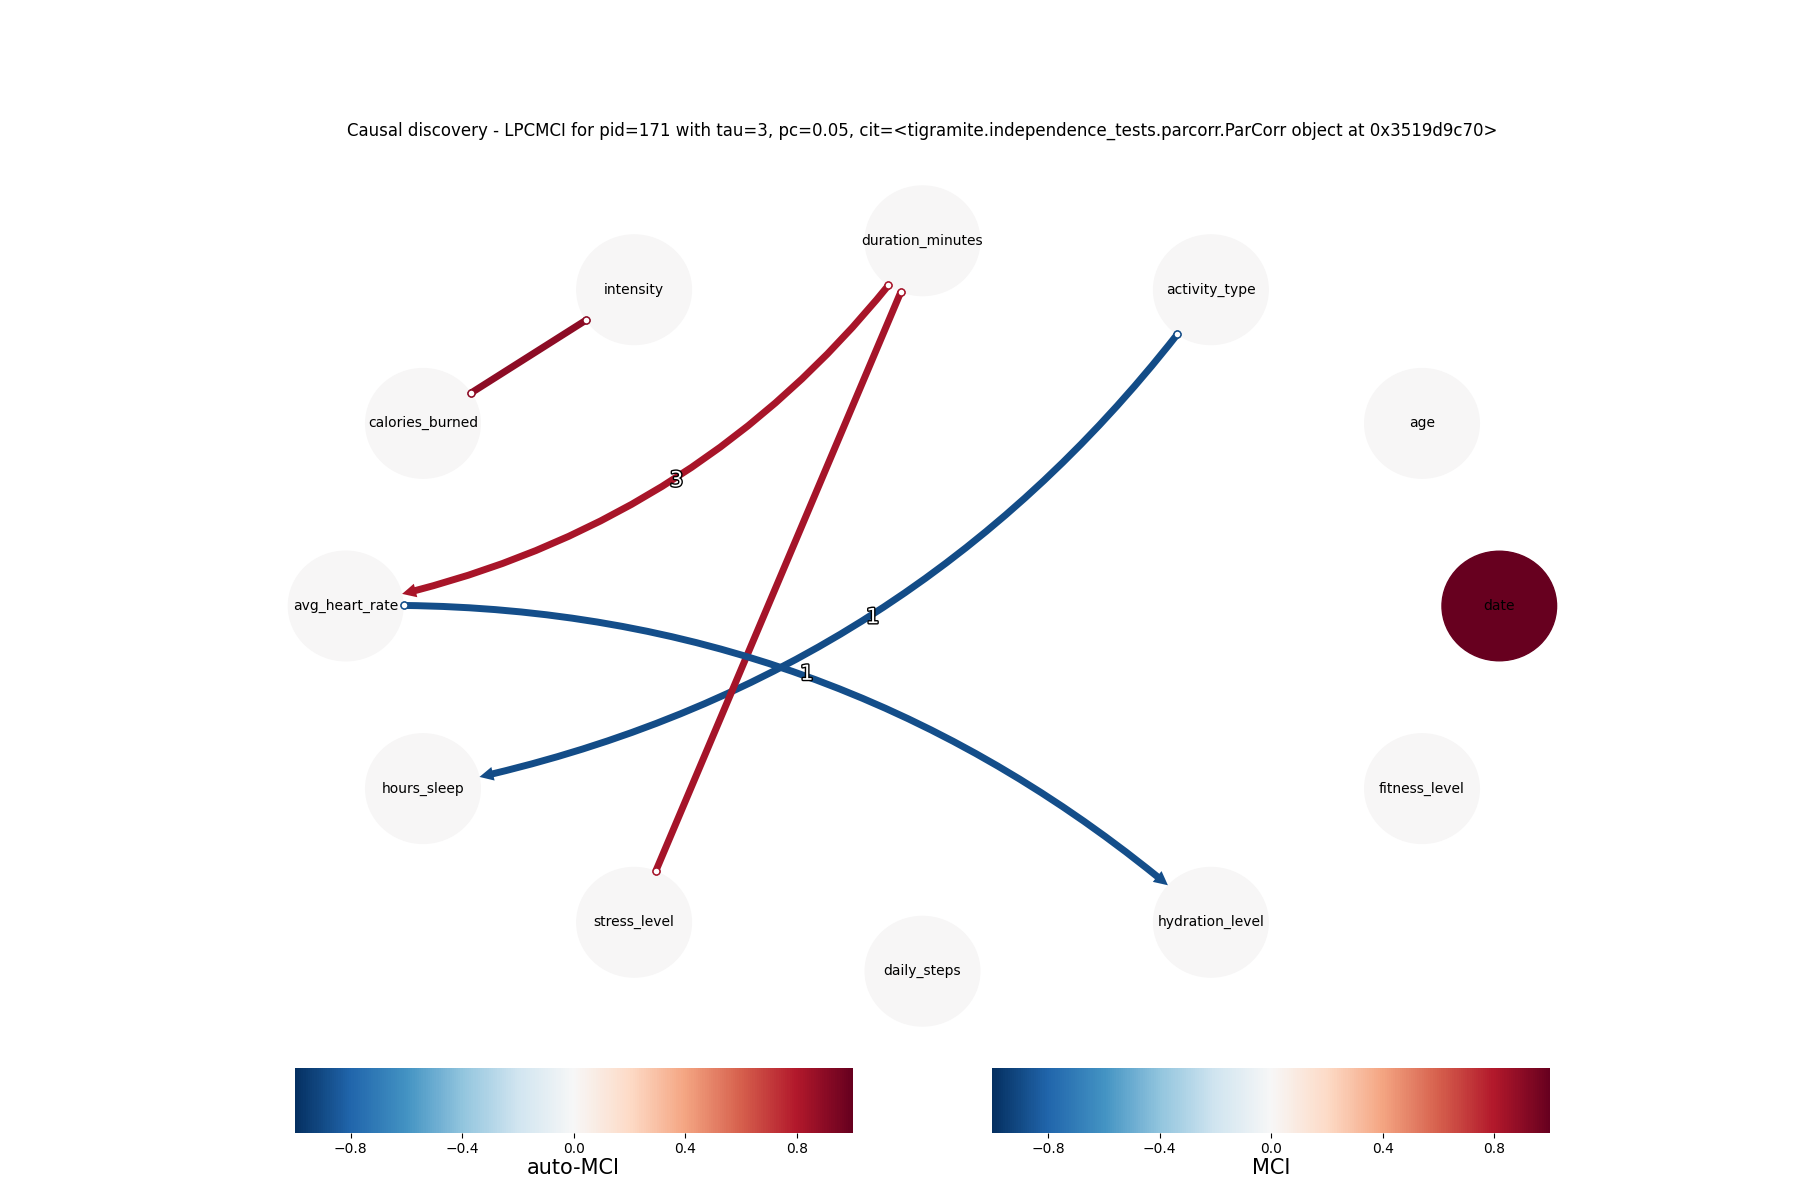 Causal discovery - LPCMCI for pid=171 with tau=3, pc=0.05, cit=<tigramite.independence_tests.parcorr.ParCorr object at 0x3519d9c70>
duration_minutes
intensity
activity_type
calories_burned
age
3
avg_heart_rate
date
1
1
hours_sleep
fitness_level
stress_level
hydration_level
daily_steps
−0.8 −0.4 0.0 0.4 0.8
auto-MCI
−0.8 −0.4 0.0 0.4 0.8
MCI